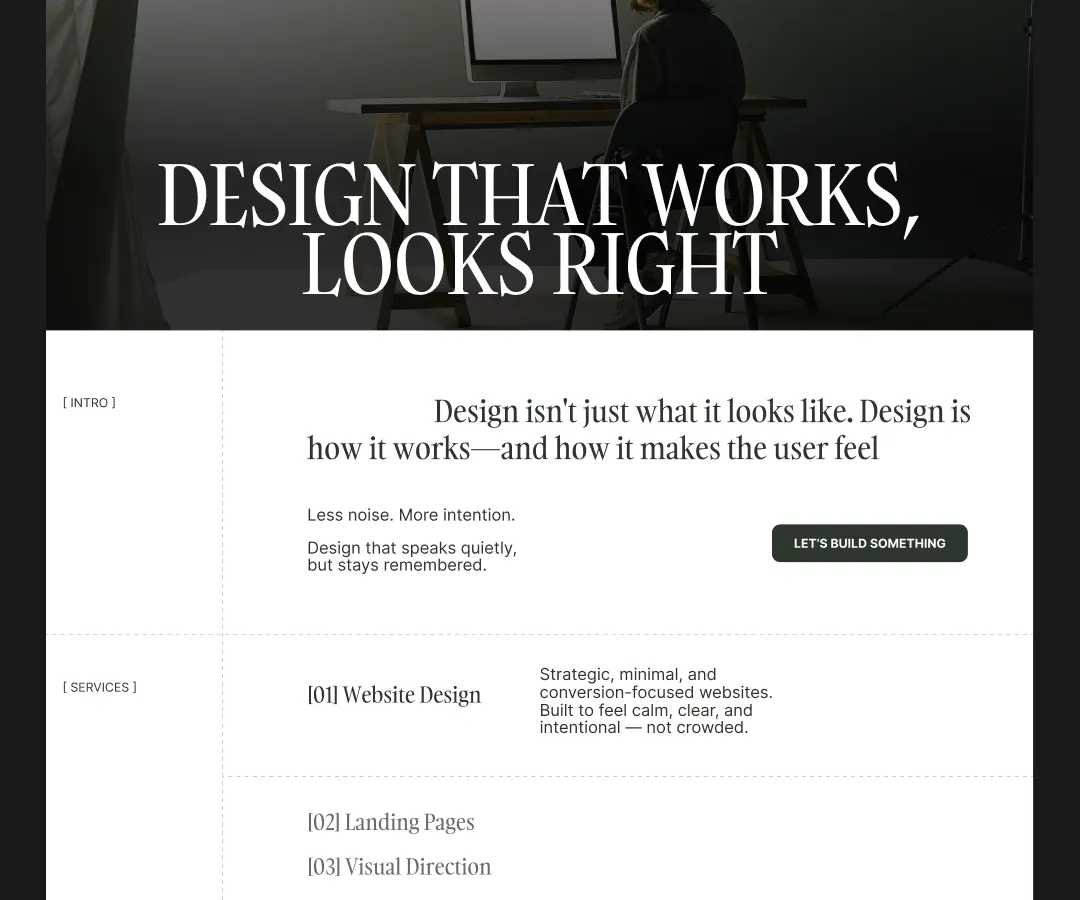 DESIGN THAT WORKS,
LOOKS RIGHT
[ INTRO ]
Design isn't just what it looks like. Design is
how it works—and how it makes the user feel
Less noise. More intention.
Design that speaks quietly,
but stays remembered.
LET’S BUILD SOMETHING
[ SERVICES ]
[01] Website Design
Strategic, minimal, and
conversion-focused websites.
Built to feel calm, clear, and
intentional — not crowded.
[02] Landing Pages
[03] Visual Direction